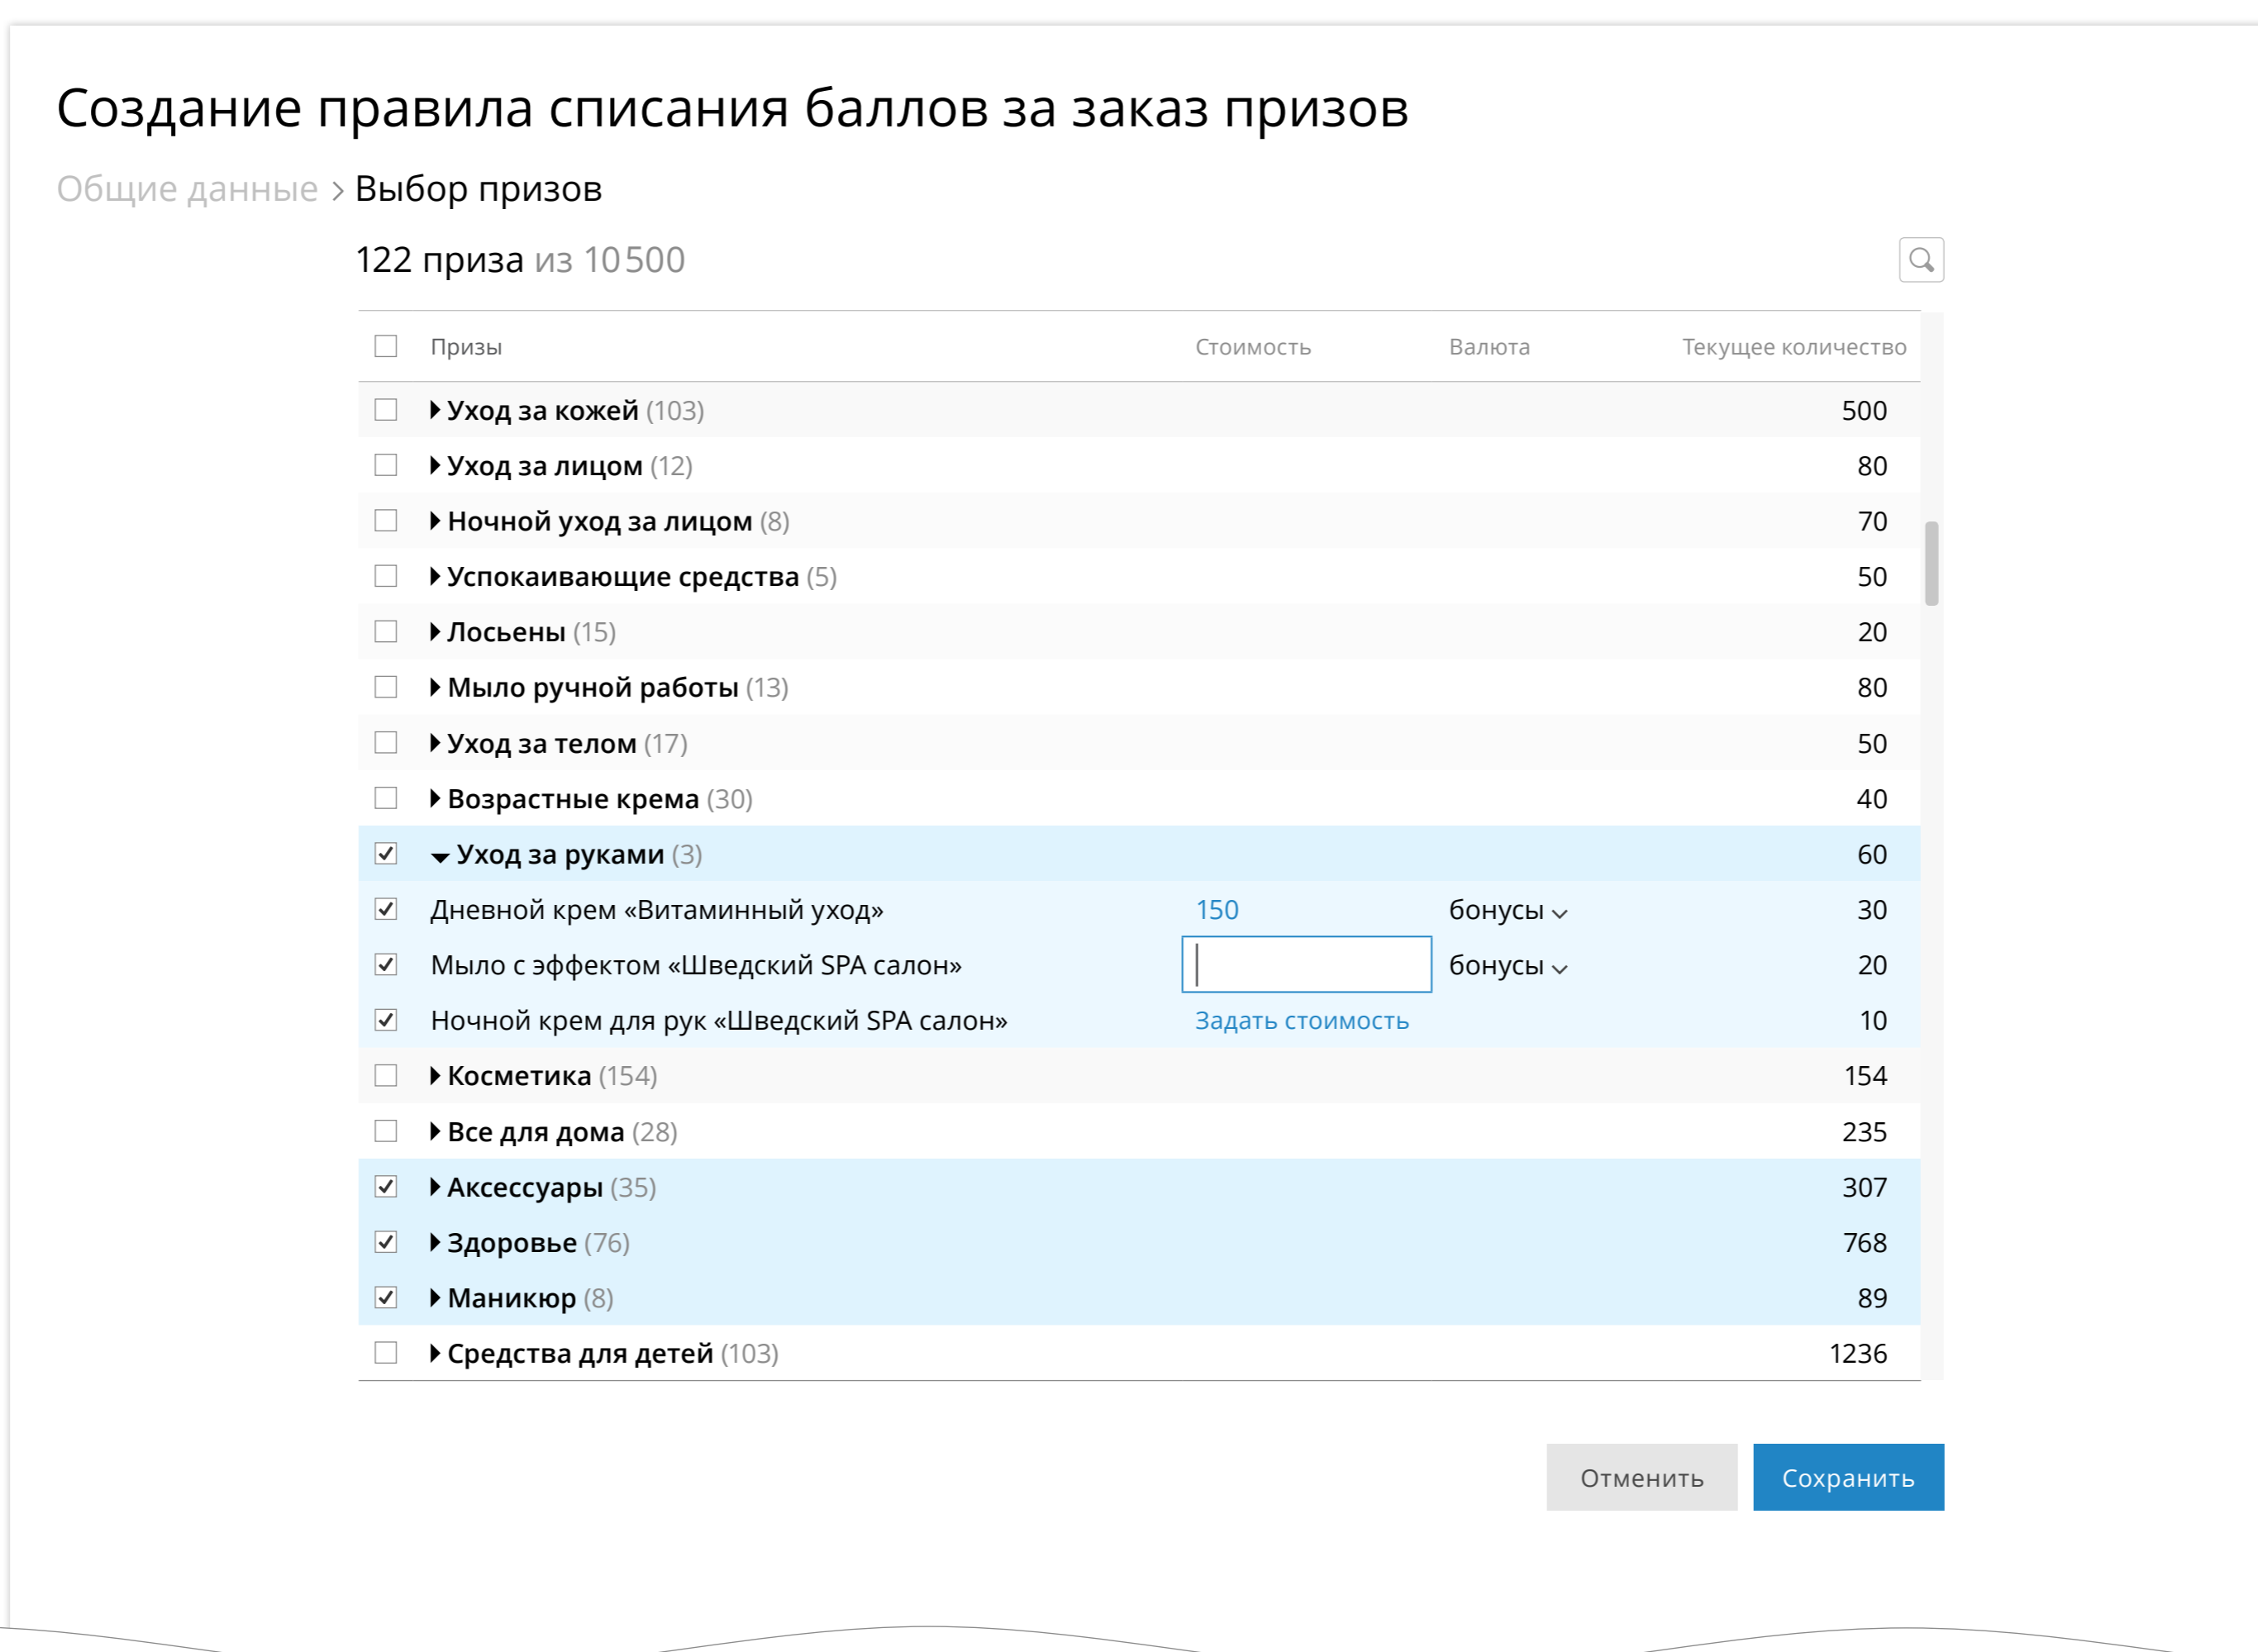 Создание правила списания баллов за заказ призов
Общие данные > Выбор призов
122 приза из 10 500
Призы Стоимость Валюта Текущее количество
Уход за кожей (103) 500
Уход за лицом (12) 80
Ночной уход за лицом (8) 70
Успокаивающие средства (5) 50
Лосьены (15) 20
Мыло ручной работы (13) 80
Уход за телом (17) 50
Возрастные крема (30) 40
Уход за руками (3) 60
Дневной крем «Витаминный уход» 150 бонусы 30
Мыло с эффектом «Шведский SPA салон» бонусы 20
Ночной крем для рук «Шведский SPA салон» Задать стоимость 10
Косметика (154) 154
Все для дома (28) 235
Аксессуары (35) 307
Здоровье (76) 768
Маникюр (8) 89
Средства для детей (103) 1236
Отменить Сохранить